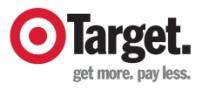 Target.
get more. pay less.